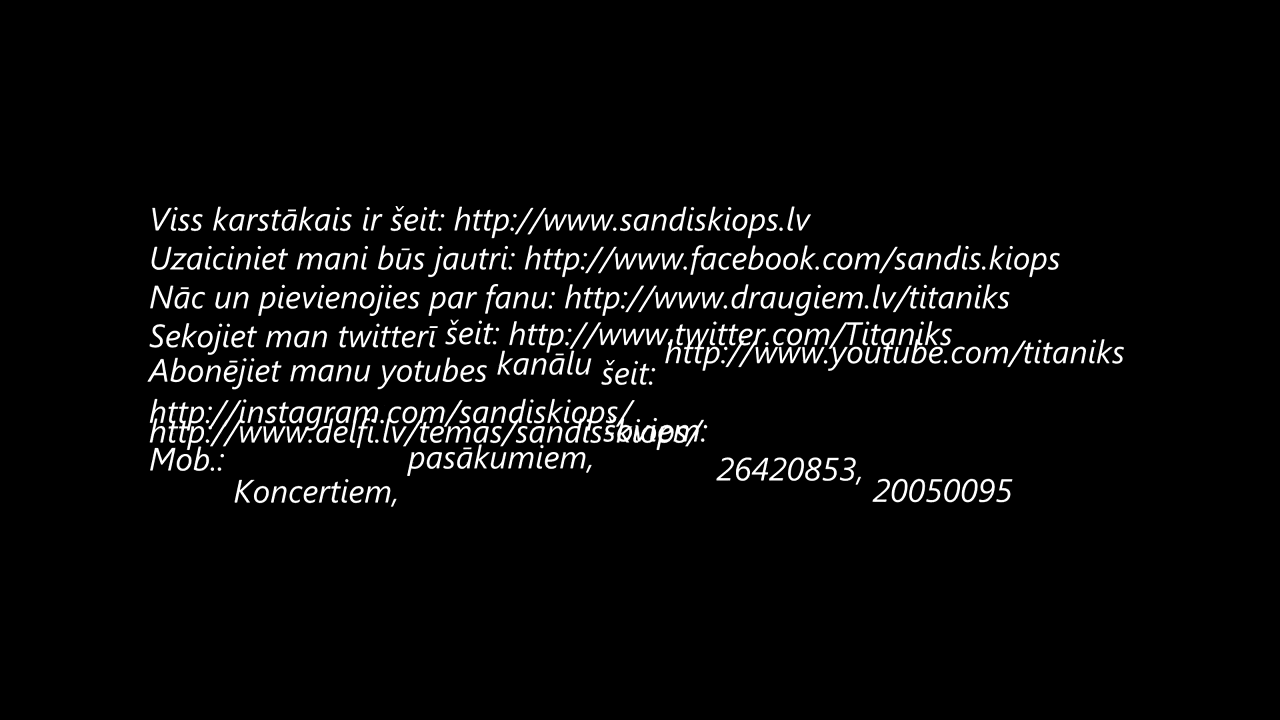 Viss karstākais ir šeit: http://www.sandiskiops.lv
Uzaiciniet mani būs jautri: http://www.facebook.com/sandis.kiops
Nāc un pievienojies par fanu: http://www.draugiem.lv/titaniks
Sekojiet man twitterī šeit: http://www.twitter.com/Titaniks
Abonējiet manu yotubes kanālu šeit: http://www.youtube.com/titaniks
http://instagram.com/sandiskiops/
http://www.delfi.lv/temas/sandis-kiops/
Mob.: Koncertiem, pasākumiem, 26420853, 20050095